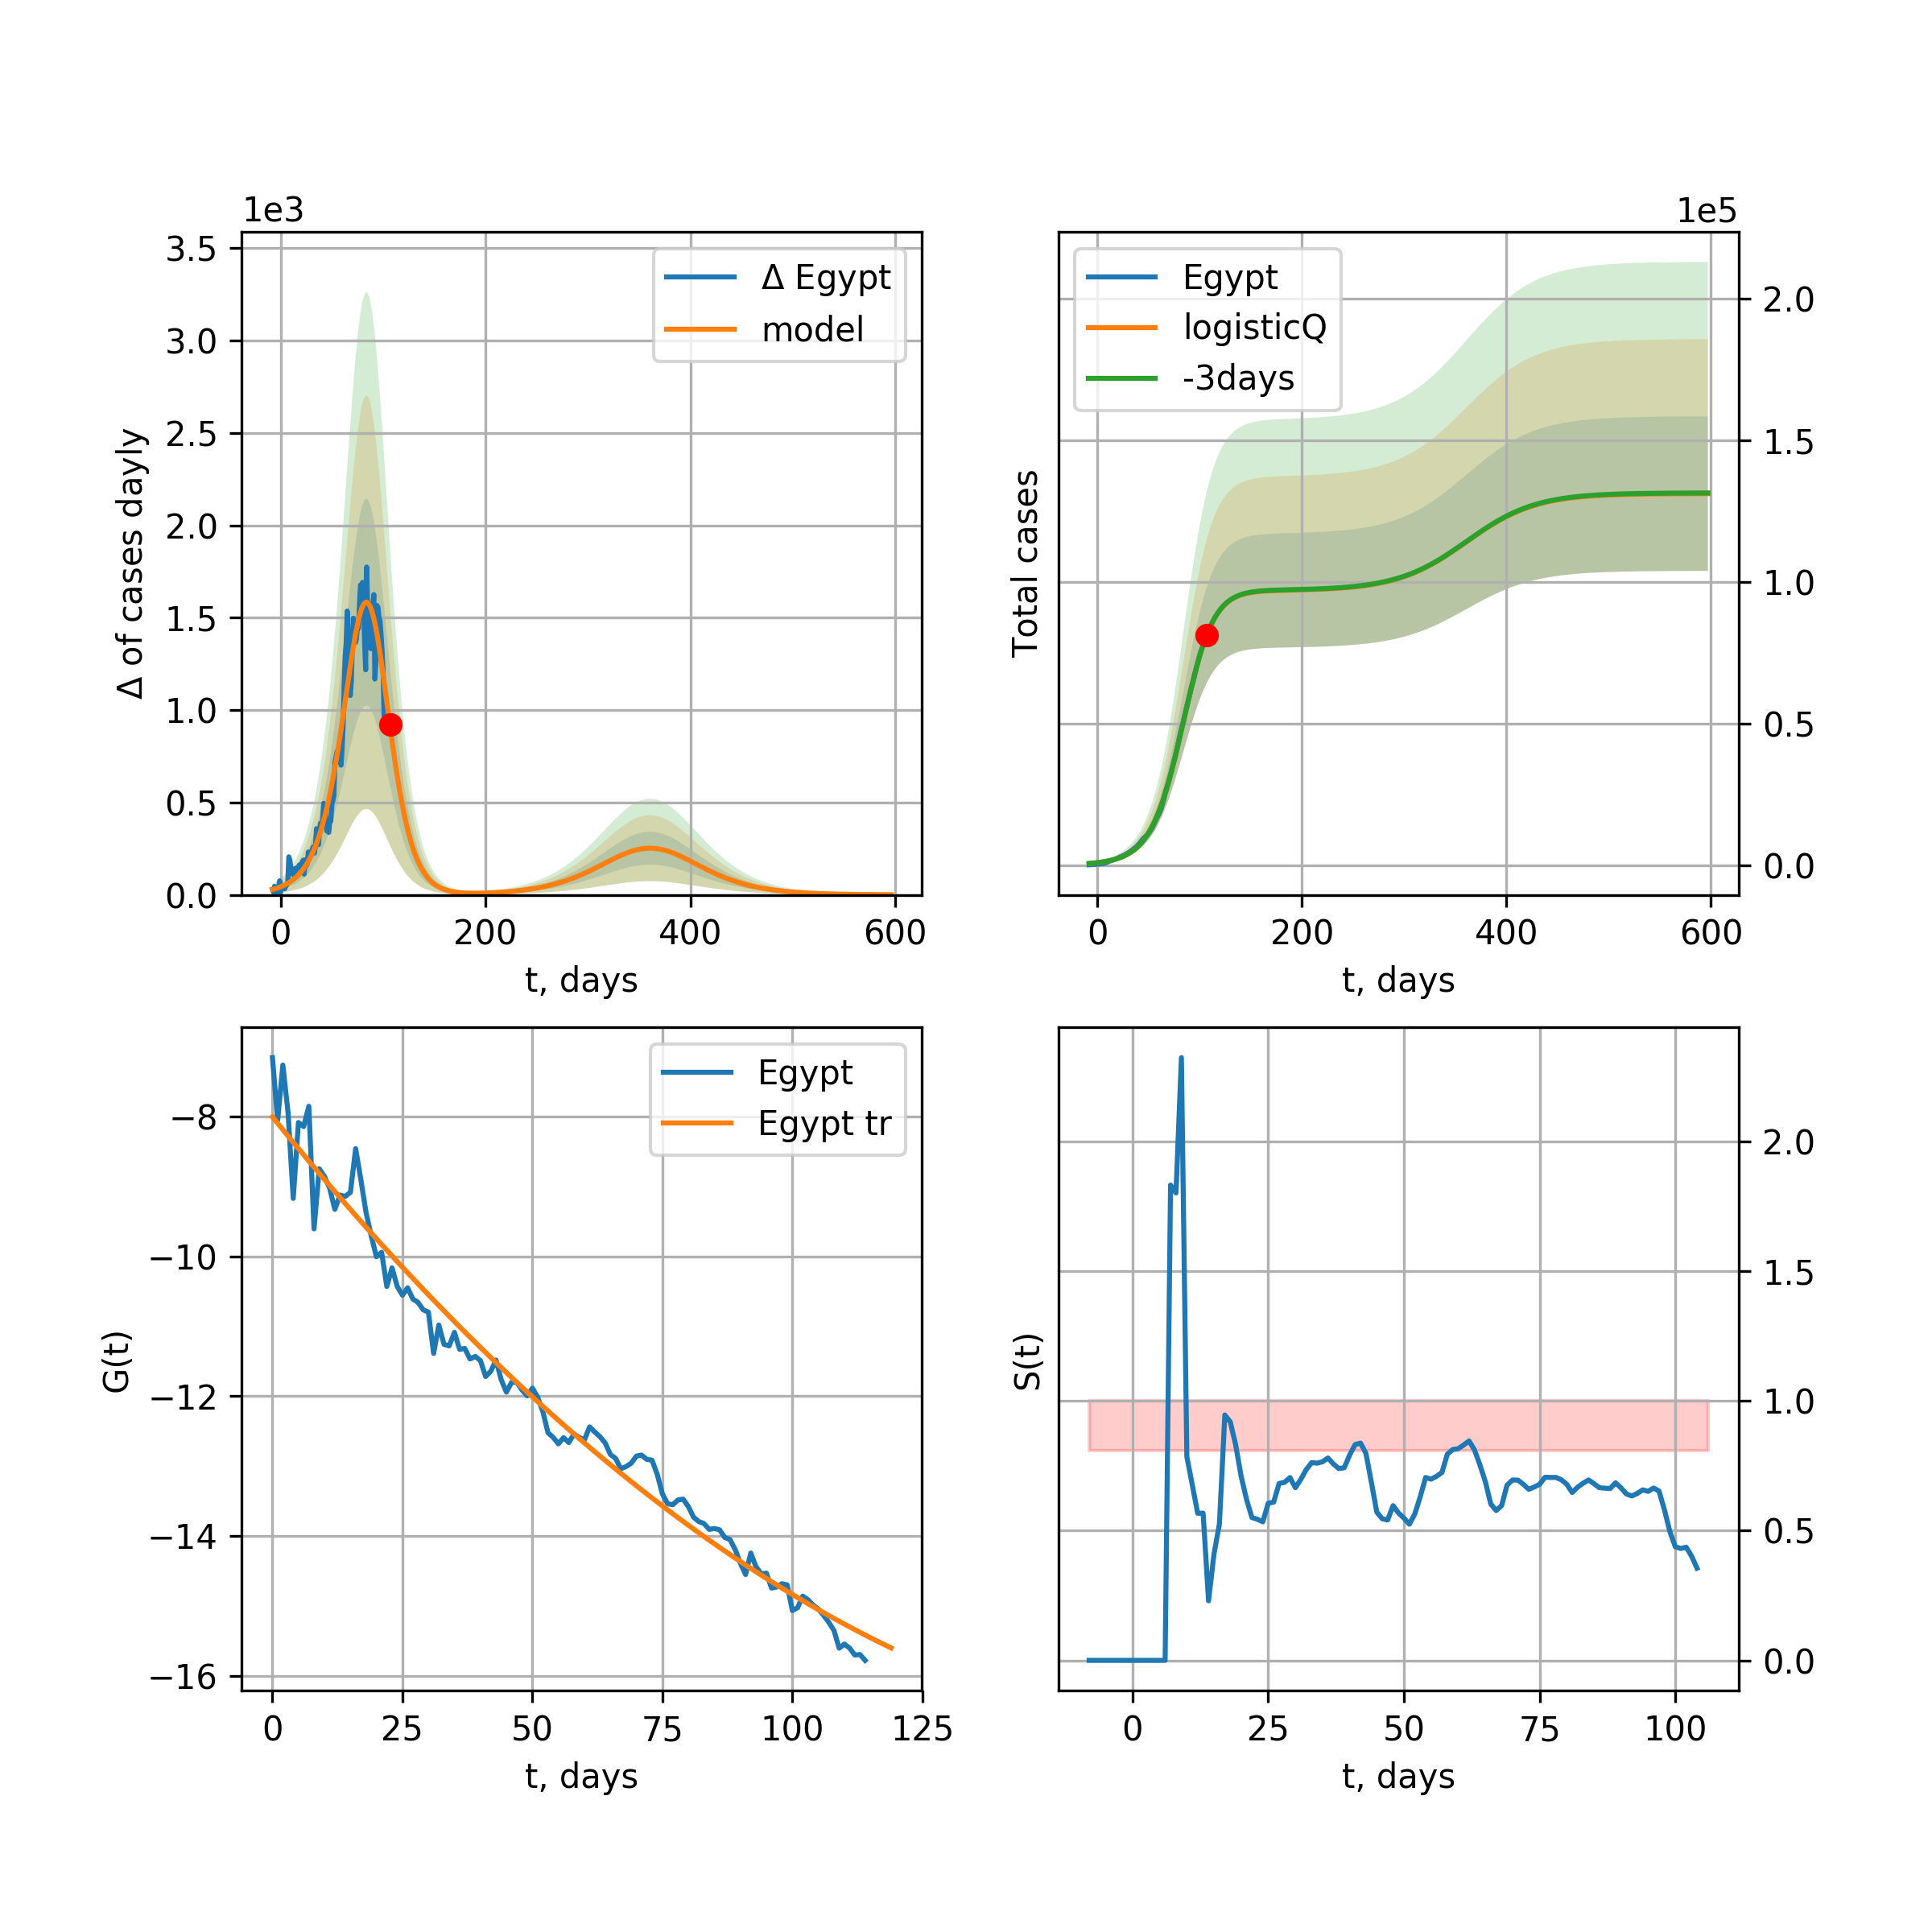 1e3
3.5
3.0
2.5
2.0
1.5
1.0
0.5
0.0
Δ of cases dayly
Δ Egypt
model
0 200 400 600
t, days
1e5
Egypt
logisticQ
-3days
Total cases
2.0
1.5
1.0
0.5
0.0
0 200 400 600
t, days
−8
−10
−12
−14
−16
G(t)
Egypt
Egypt tr
0 25 50 75 100 125
t, days
S(t)
2.0
1.5
1.0
0.5
0.0
0 25 50 75 100
t, days